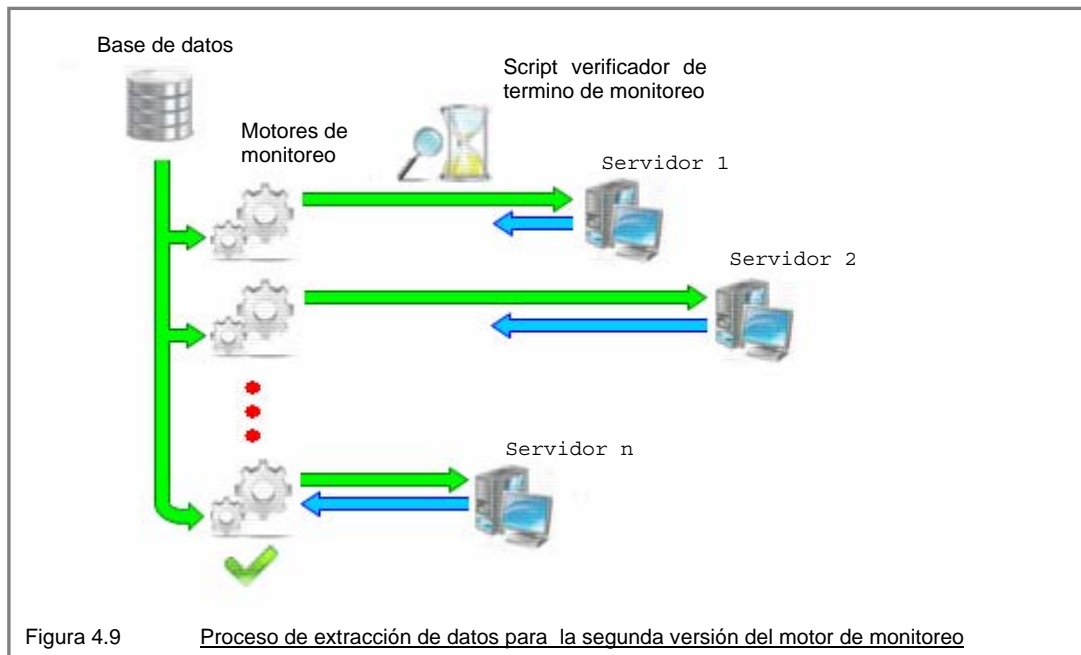 Base de datos
Script verificador de
termino de monitoreo
Motores de
monitoreo
Servidor 1
Servidor 2
Servidor n
Figura 4.9 Proceso de extracción de datos para la segunda versión del motor de monitoreo